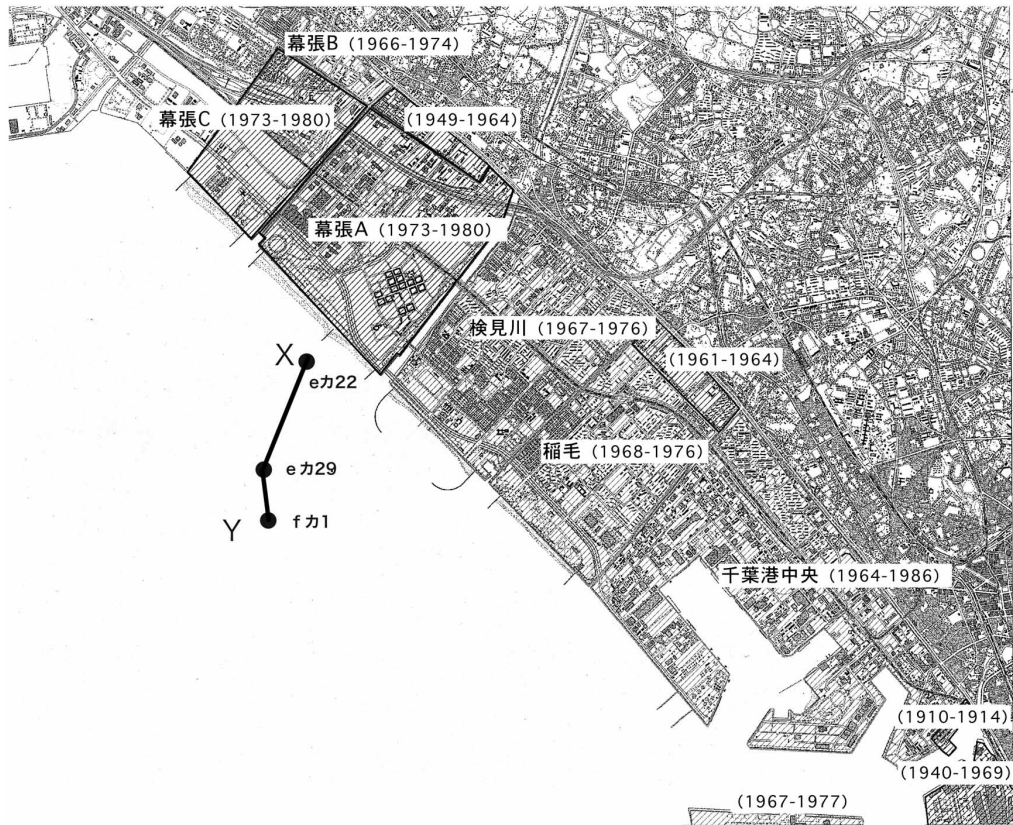 幕張B (1966-1974)
幕張C (1973-1980)
(1949-1964)
幕張A (1973-1980)
検見川 (1967-1976)
X
(1961-1964)
eカ22
稲毛 (1968-1976)
eカ29
Y
fカ1
千葉港中央 (1964-1986)
(1910-1914)
(1940-1969)
(1967-1977)